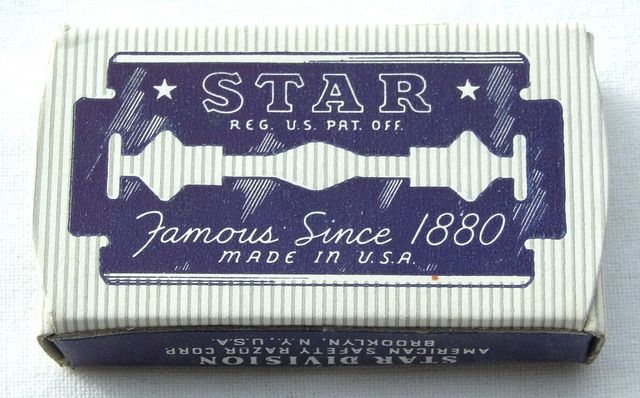 STAR
REG. U.S. PAT. OFF.
Famous Since 1880
MADE IN U.S.A.
STAR DIVISION
AMERICAN SAFETY RAZOR CORP.
BROOKLYN, N.Y., U.S.A.